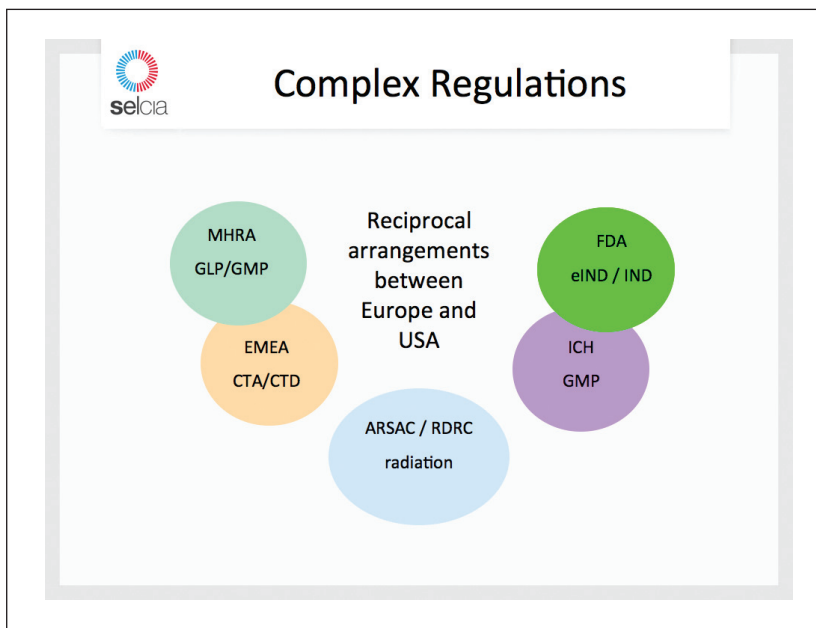 selcia
Complex Regulations
MHRA
GLP/GMP
EMEA
CTA/CTD
Reciprocal
arrangements
between
Europe and
USA
ARSAC / RDRC
radiation
FDA
eIND / IND
ICH
GMP